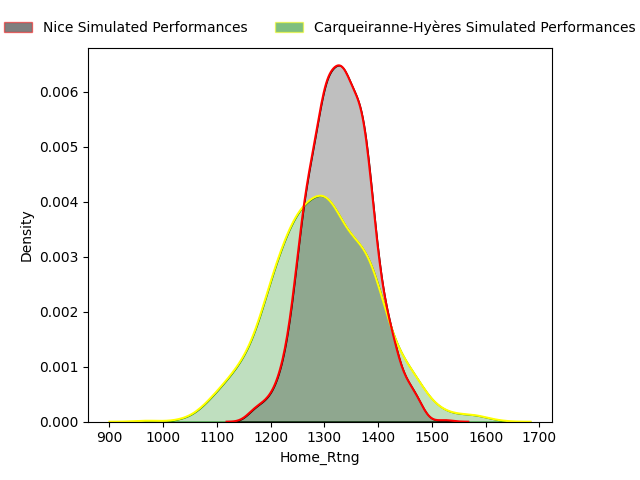 Nice Simulated Performances
Carqueiranne-Hyères Simulated Performances
Density
0.006
0.005
0.004
0.003
0.002
0.001
0.000
900 1000 1100 1200 1300 1400 1500 1600 1700
Home_Rtng